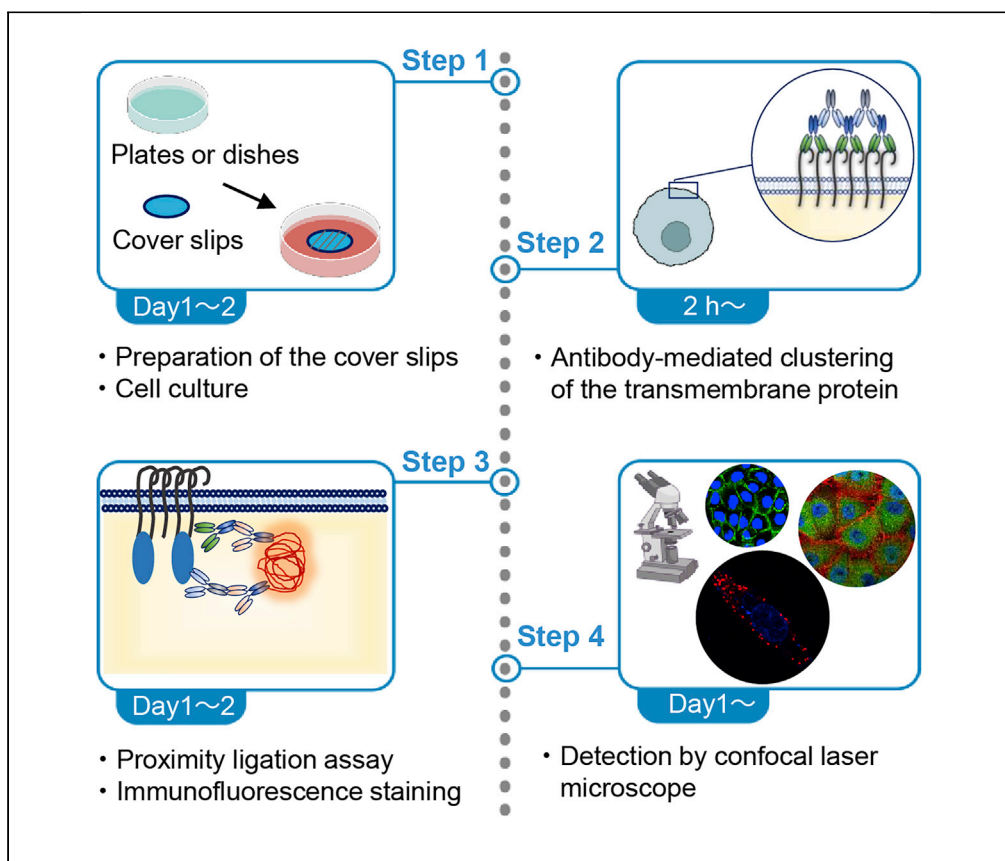 Step 1
Plates or dishes
Cover slips
Day1～2
・Preparation of the cover slips
・Cell culture
Step 2
2 h～
・Antibody-mediated clustering
of the transmembrane protein
Step 3
Day1～2
・Proximity ligation assay
・Immunofluorescence staining
Step 4
Day1～
・Detection by confocal laser
microscope